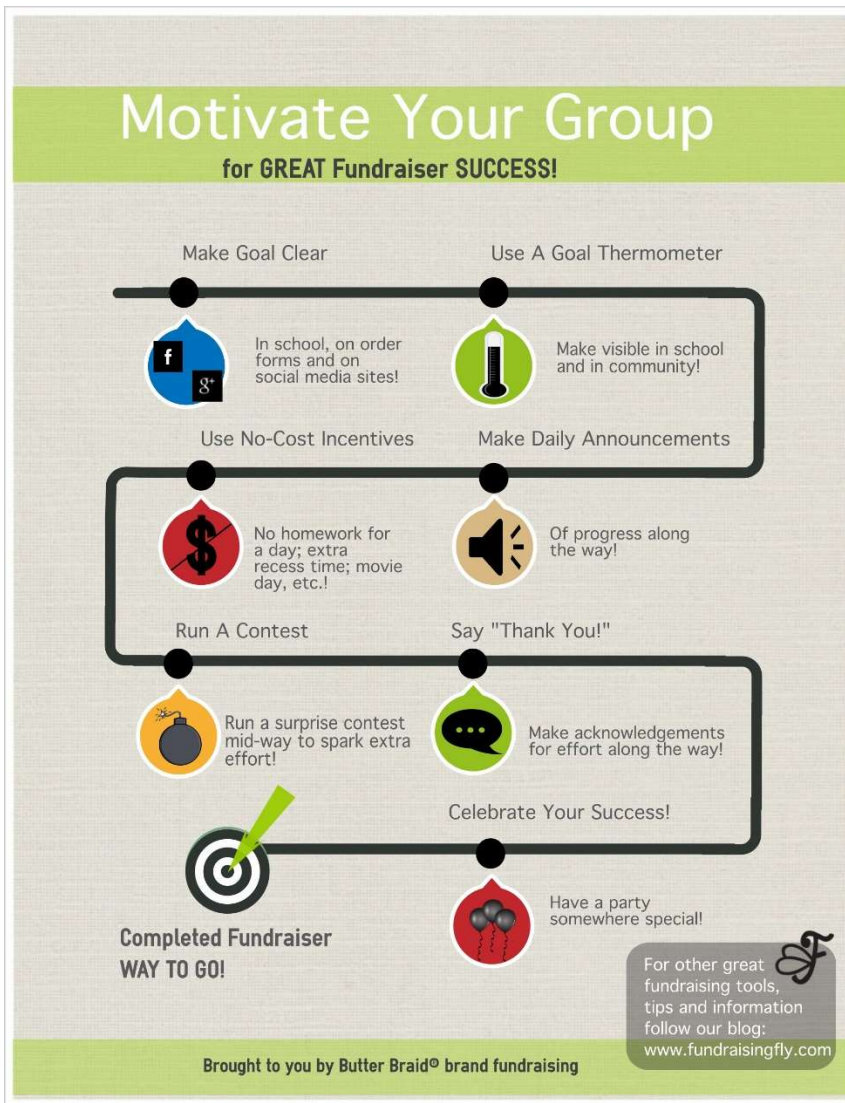 Motivate Your Group
for GREAT Fundraiser SUCCESS!
Make Goal Clear
In school, on order
forms and on
social media sites!
f
g+
Use A Goal Thermometer
Make visible in school
and in community!
Make Daily Announcements
Of progress along
the way!
Use No-Cost Incentives
$
No homework for
a day; extra
recess time; movie
day, etc.!
Run A Contest
Run a surprise contest
mid-way to spark extra
effort!
Say "Thank You!"
Make acknowledgements
for effort along the way!
Celebrate Your Success!
Have a party
somewhere special!
Completed Fundraiser
WAY TO GO!
For other great
fundraising tools,
tips and information
follow our blog:
www.fundraisingfly.com
Brought to you by Butter Braid® brand fundraising